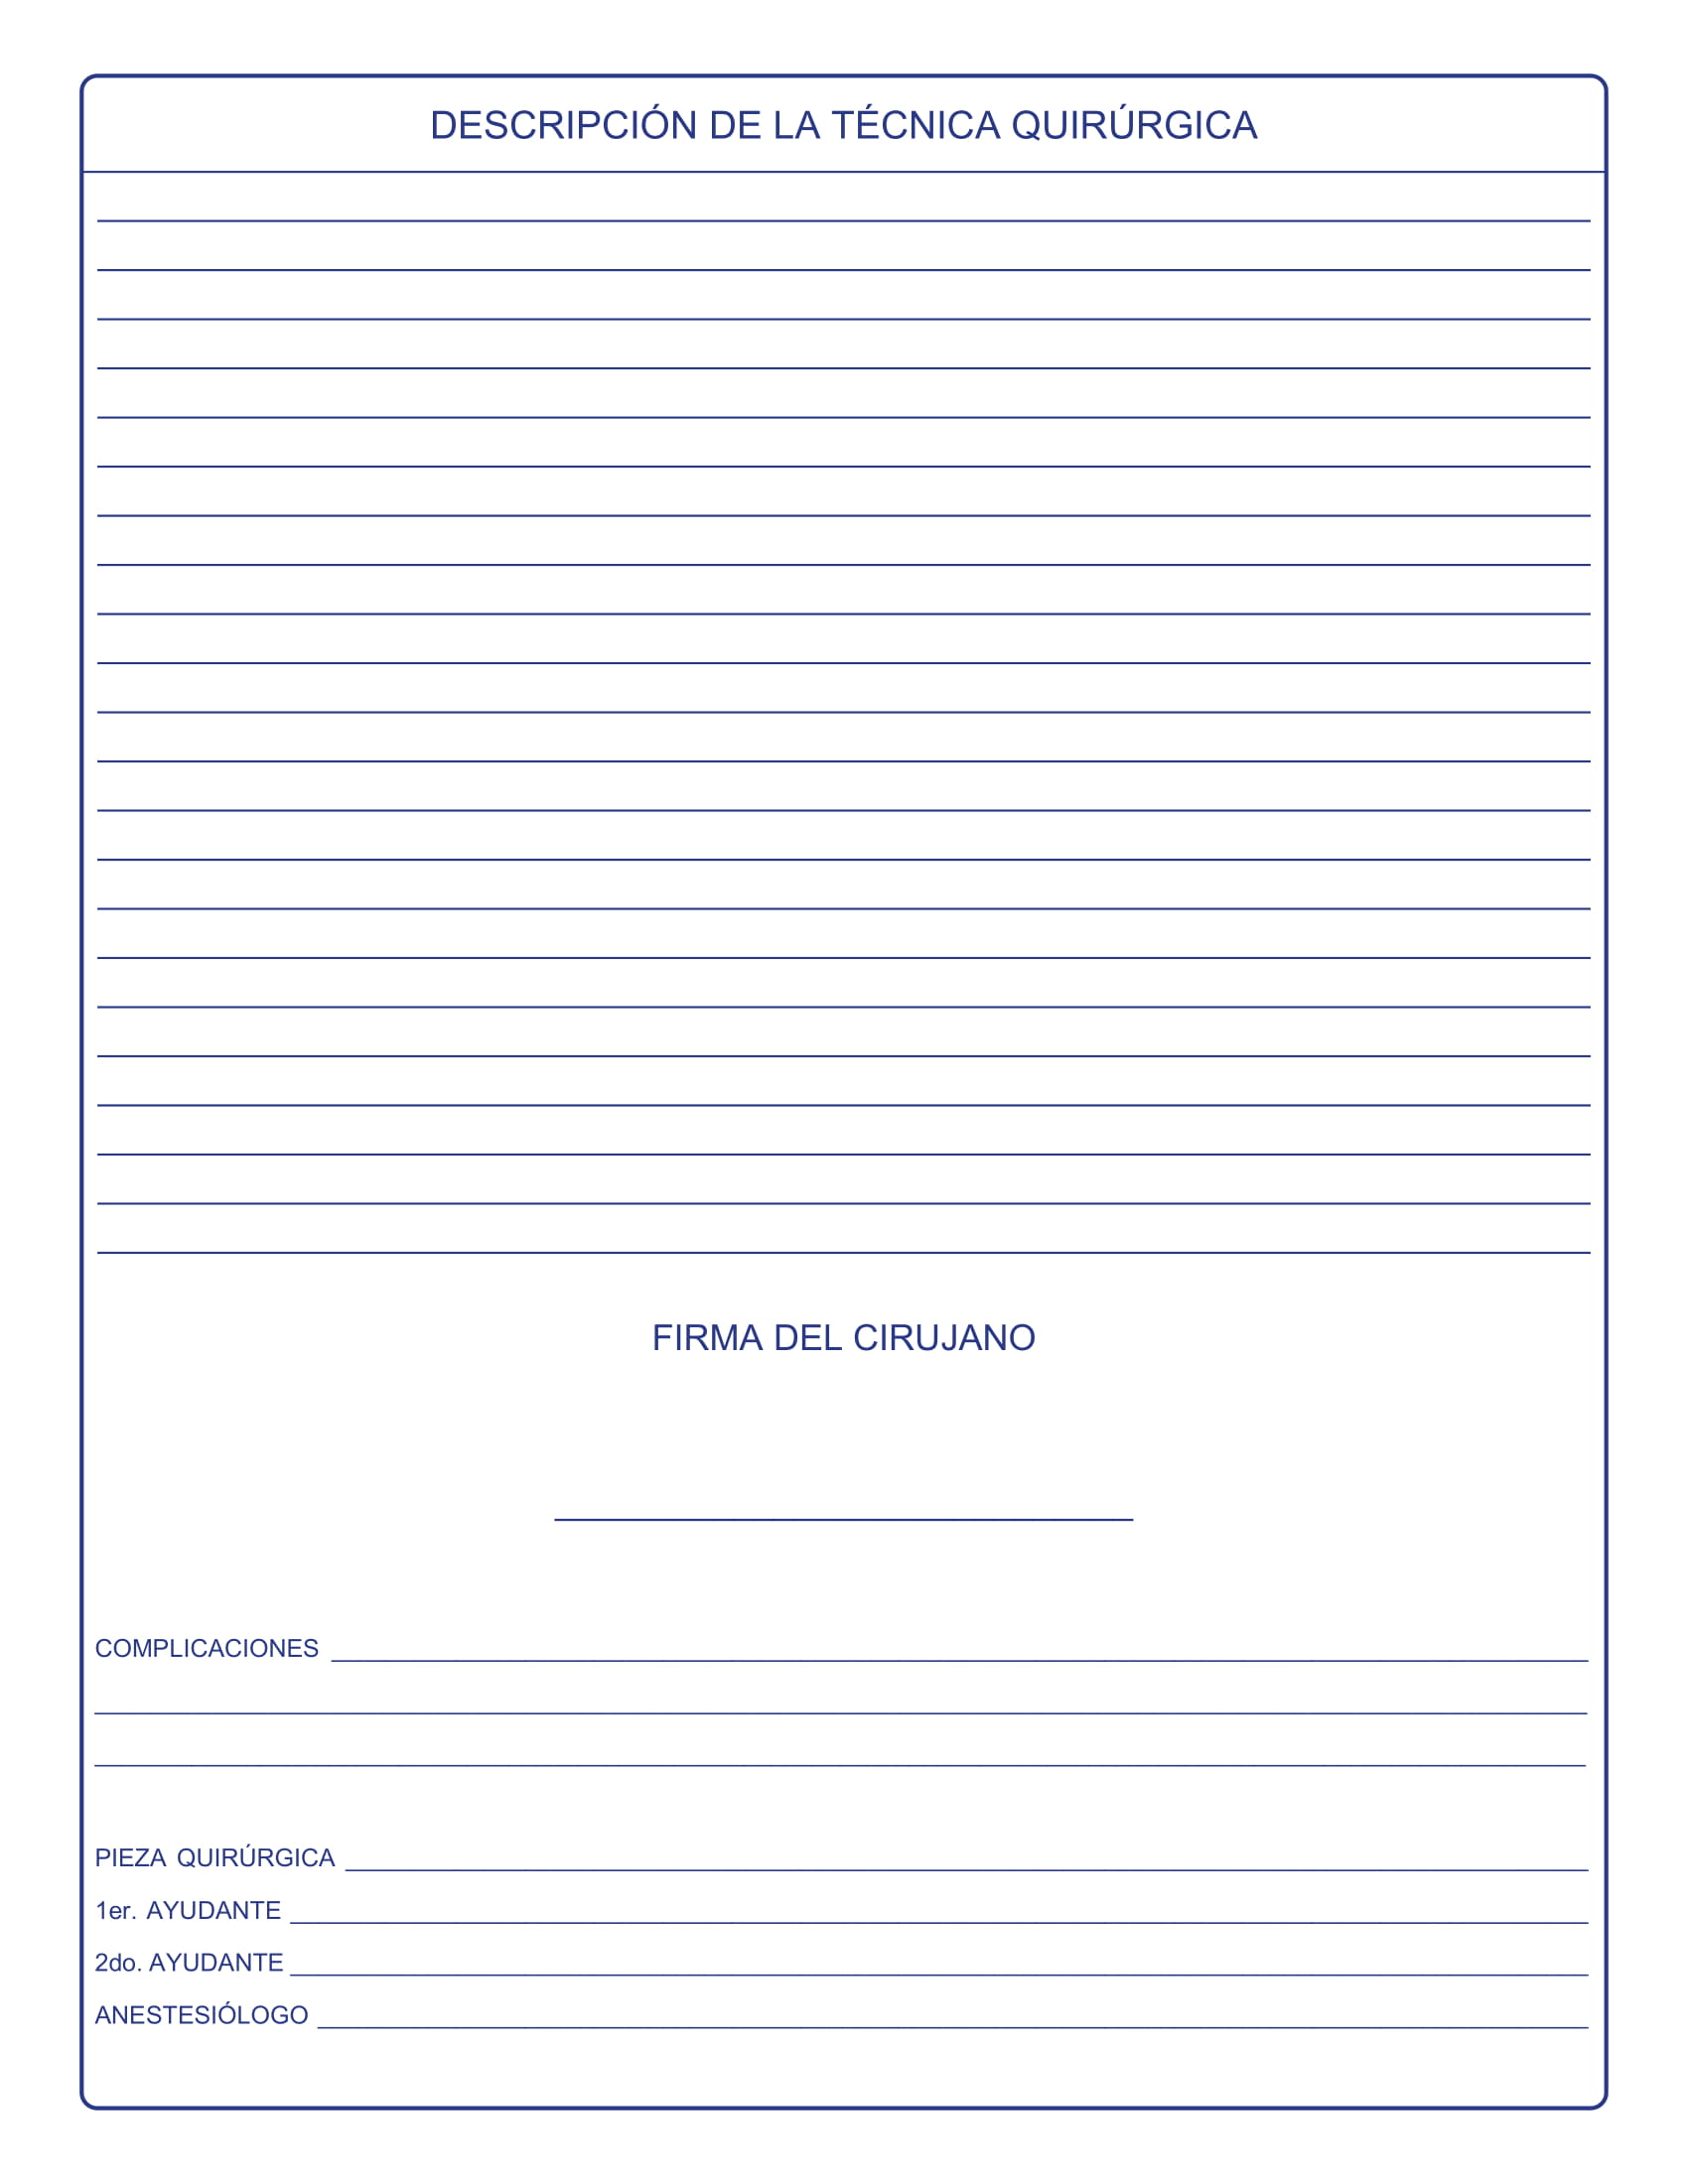 DESCRIPCIÓN DE LA TÉCNICA QUIRÚRGICA
FIRMA DEL CIRUJANO
COMPLICACIONES
PIEZA QUIRÚRGICA
1er. AYUDANTE
2do. AYUDANTE
ANESTESIÓLOGO